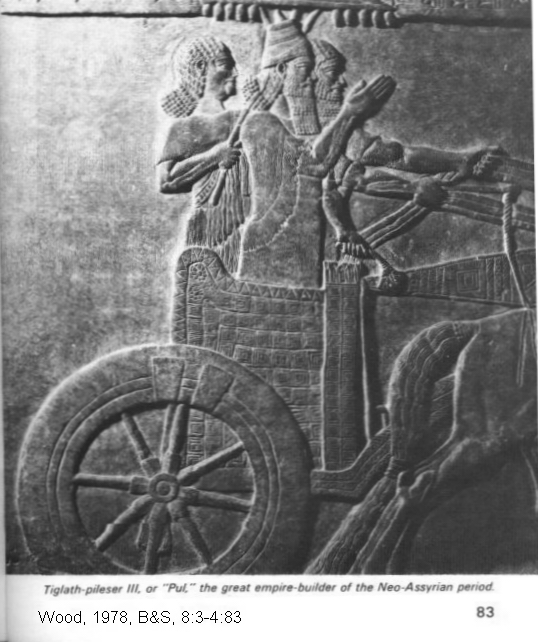 Tiglath-pileser III, or "Pul," the great empire-builder of the Neo-Assyrian period.
83
Wood, 1978, B&S, 8:3-4:83